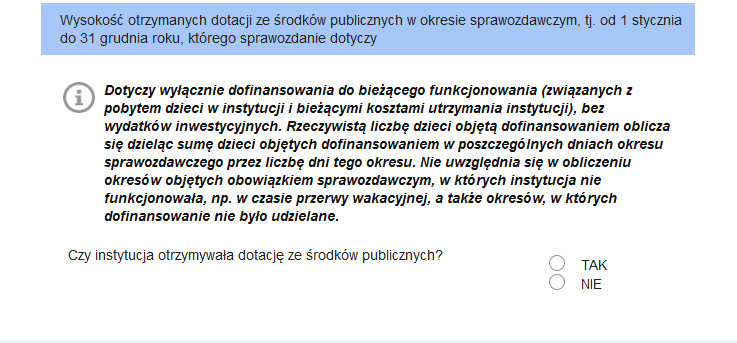 Wysokość otrzymanych dotacji ze środków publicznych w okresie sprawozdawczym, tj. od 1 stycznia
do 31 grudnia roku, którego sprawozdanie dotyczy
Dotyczy wyłącznie dofinansowania do bieżącego funkcjonowania (związanych z
pobytem dzieci w instytucji i bieżącymi kosztami utrzymania instytucji), bez
wydatków inwestycyjnych. Rzeczywistą liczbę dzieci objętą dofinansowaniem oblicza
się dzieląc sumę dzieci objętych dofinansowaniem w poszczególnych dniach okresu
sprawozdawczego przez liczbę dni tego okresu. Nie uwzględnia się w obliczeniu
okresów objętych obowiązkiem sprawozdawczym, w których instytucja nie
funkcjonowała, np. w czasie przerwy wakacyjnej, a także okresów, w których
dofinansowanie nie było udzielane.
Czy instytucja otrzymywała dotację ze środków publicznych?
TAK
NIE